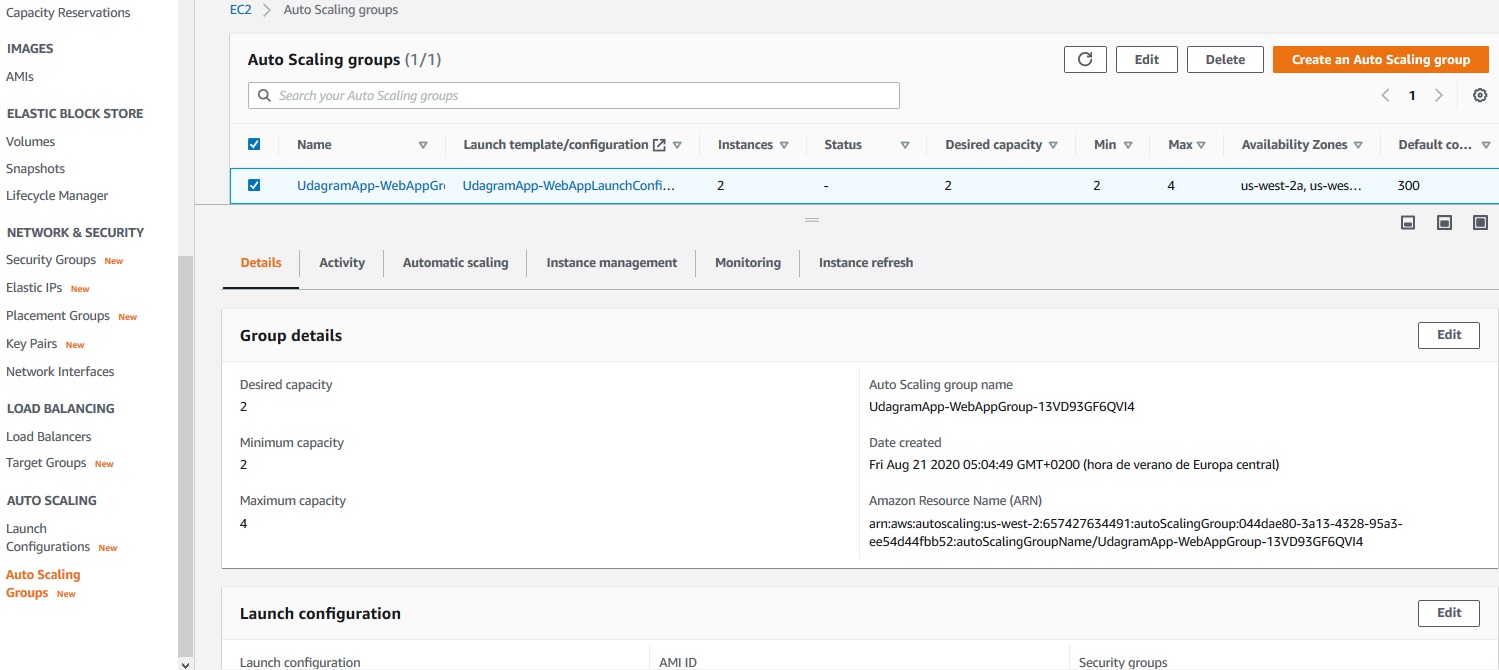 Capacity Reservations
IMAGES
AMIs
ELASTIC BLOCK STORE
Volumes
Snapshots
Lifecycle Manager
NETWORK & SECURITY
Security Groups New
Elastic IPs New
Placement Groups New
Key Pairs New
Network Interfaces
LOAD BALANCING
Load Balancers
Target Groups New
AUTO SCALING
Launch
Configurations New
Auto Scaling
Groups New
EC2 > Auto Scaling groups
Auto Scaling groups (1/1)
Edit
Delete
Create an Auto Scaling group
Search your Auto Scaling groups
1
Name Launch template/configuration Instances Status Desired capacity Min Max Availability Zones Default co...
UdagramApp-WebAppGr UdagramApp-WebAppLaunchConfi... 2 - 2 2 4 us-west-2a, us-wes... 300
Details Activity Automatic scaling Instance management Monitoring Instance refresh
Group details
Edit
Desired capacity
2
Minimum capacity
2
Maximum capacity
4
Auto Scaling group name
UdagramApp-WebAppGroup-13VD93GF6QVI4
Date created
Fri Aug 21 2020 05:04:49 GMT+0200 (hora de verano de Europa central)
Amazon Resource Name (ARN)
arn:aws:autoscaling:us-west-2:657427634491:autoScalingGroup:044dae80-3a13-4328-95a3-
ee54d44fbb52:autoScalingGroupName/UdagramApp-WebAppGroup-13VD93GF6QVI4
Launch configuration
Edit
Launch configuration
AMI ID
Security groups